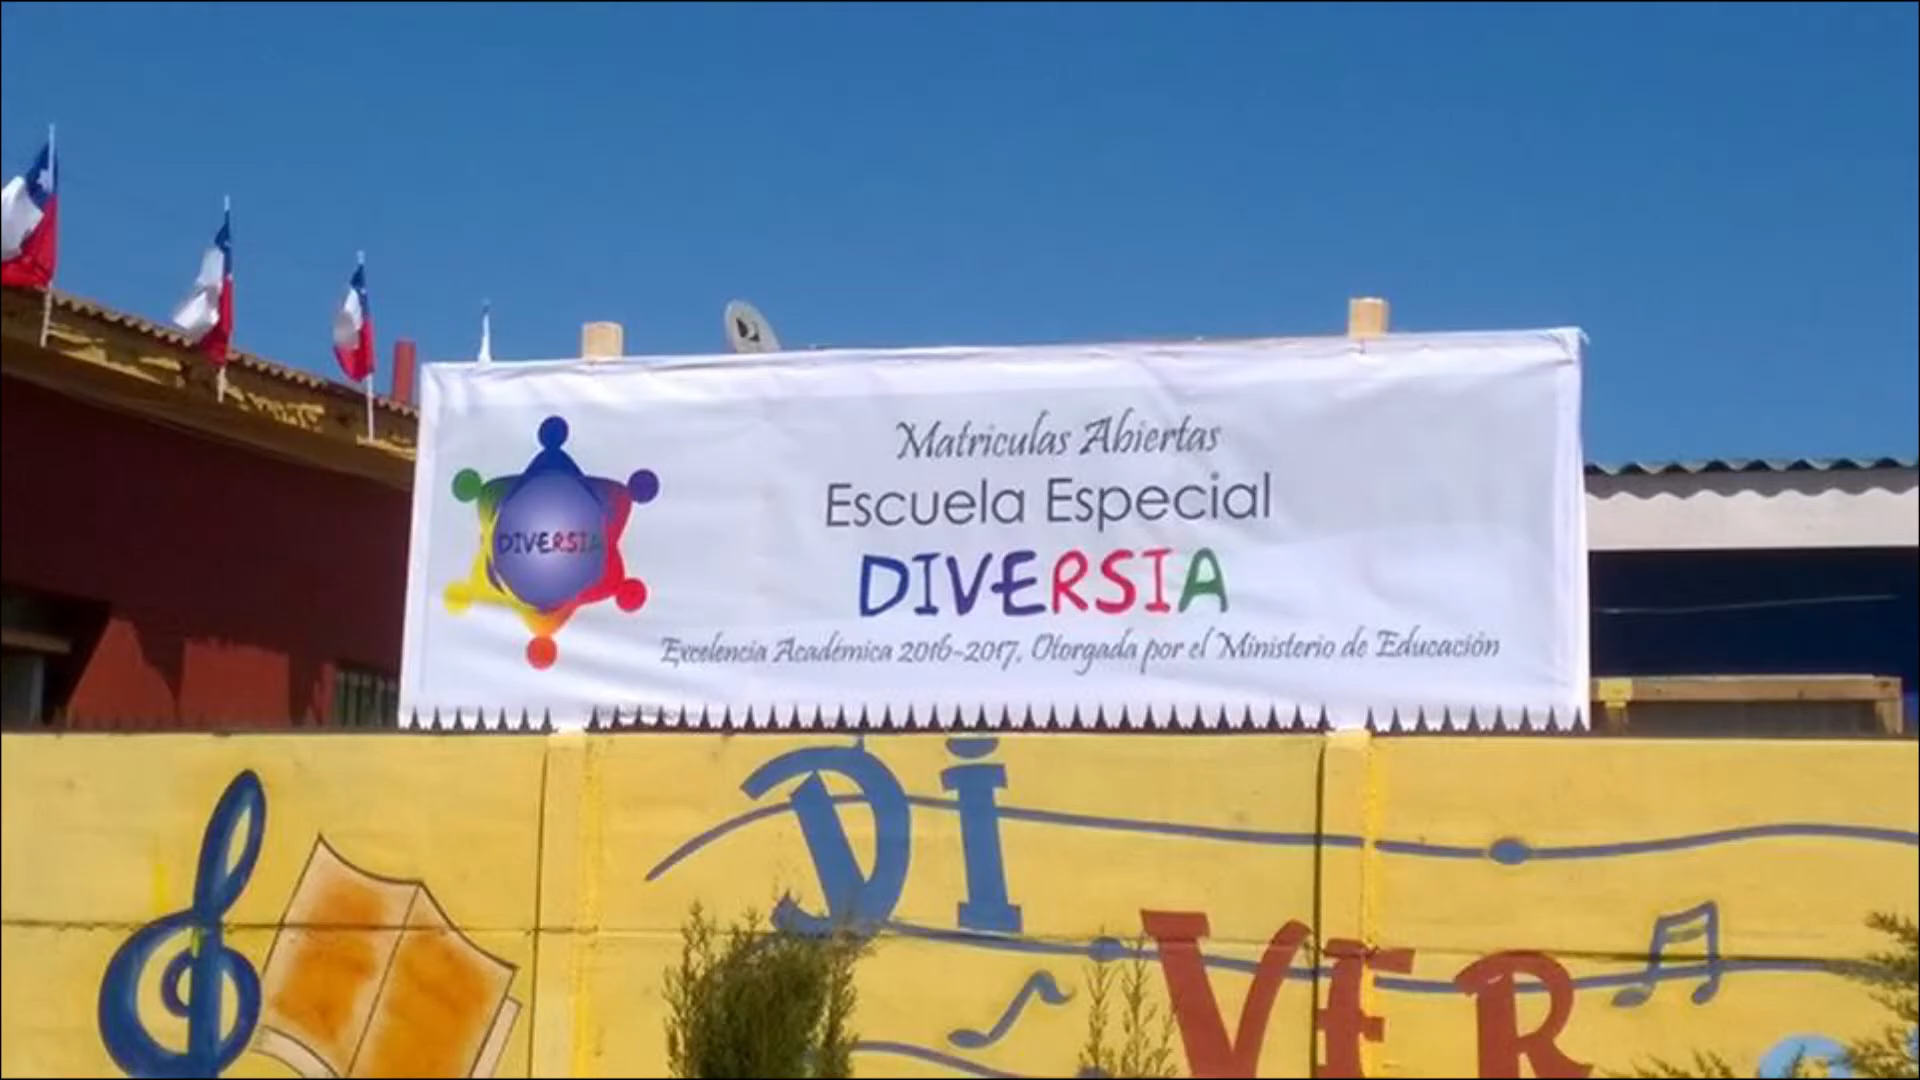 Matriculas Abiertas
Escuela Especial
DIVERSIA
DIVERSIA
Excelencia Académica 2016-2017, Otorgada por el Ministerio de Educación
Di
VER